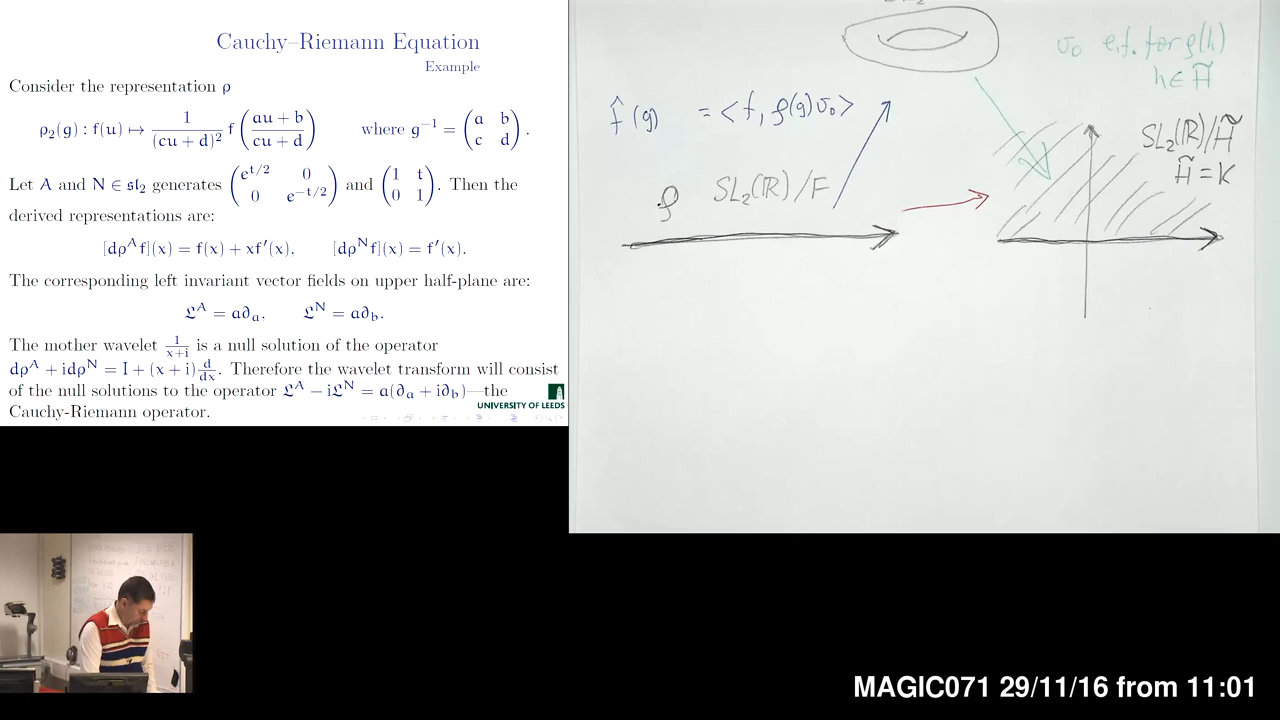 Cauchy–Riemann Equation
Example
Consider the representation ρ
ρ₂(g) : f(u) ↦ 1/(cu + d)² f((au + b)/(cu + d)) where g⁻¹ = (a b; c d).
Let A and N ∈ 𝔰𝔩₂ generates (e^{t/2} 0; 0 e^{−t/2}) and (1 t; 0 1). Then the
derived representations are:
[dρ^A f](x) = f(x) + xf′(x), [dρ^N f](x) = f′(x).
The corresponding left invariant vector fields on upper half-plane are:
𝔏^A = a∂_a, 𝔏^N = a∂_b.
The mother wavelet 1/(x+i) is a null solution of the operator
dρ^A + idρ^N = I + (x + i) d/dx. Therefore the wavelet transform will consist
of the null solutions to the operator 𝔏^A − i𝔏^N = a(∂_a + i∂_b)—the
Cauchy-Riemann operator.
UNIVERSITY OF LEEDS
υ₀ e.f. for ρ(h)
h ∈ H̃
f̂(g) = <f, ρ(g)υ₀>
SL₂(ℝ)/H̃
H̃ = K
ρ SL₂(ℝ)/F
MAGIC071 29/11/16 from 11:01